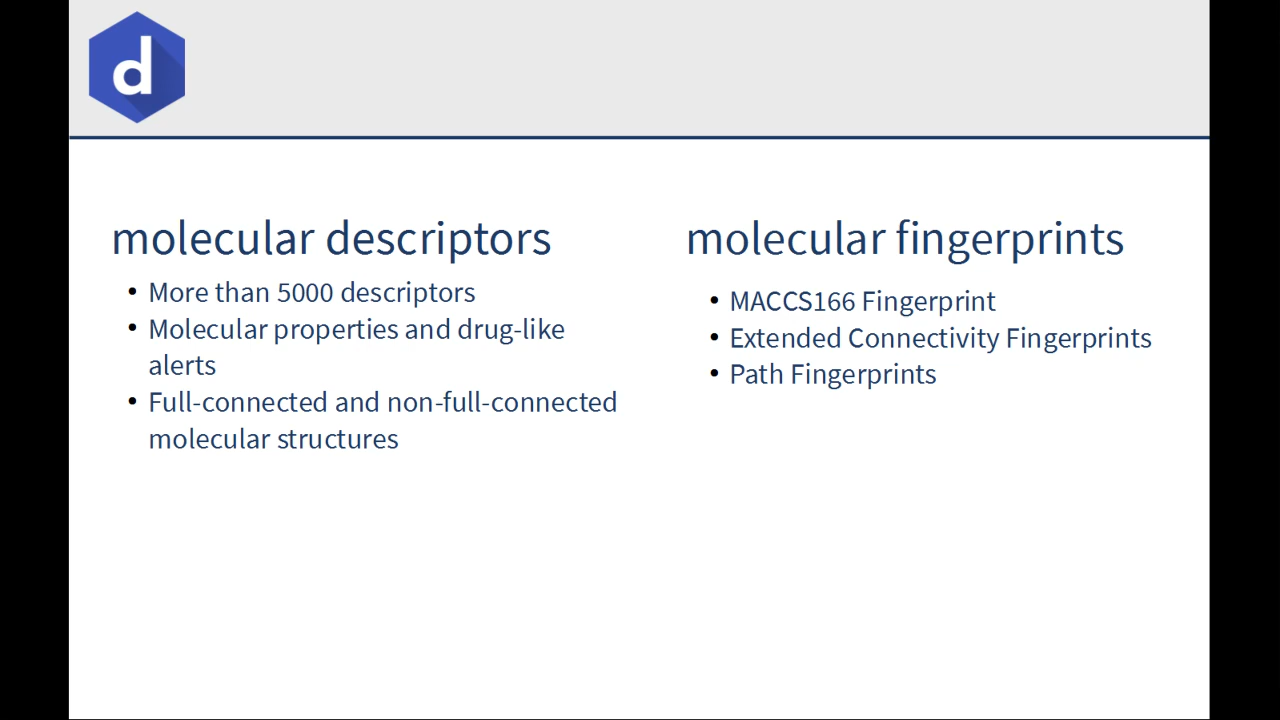 d
molecular descriptors
• More than 5000 descriptors
• Molecular properties and drug-like
alerts
• Full-connected and non-full-connected
molecular structures
molecular fingerprints
• MACCS166 Fingerprint
• Extended Connectivity Fingerprints
• Path Fingerprints